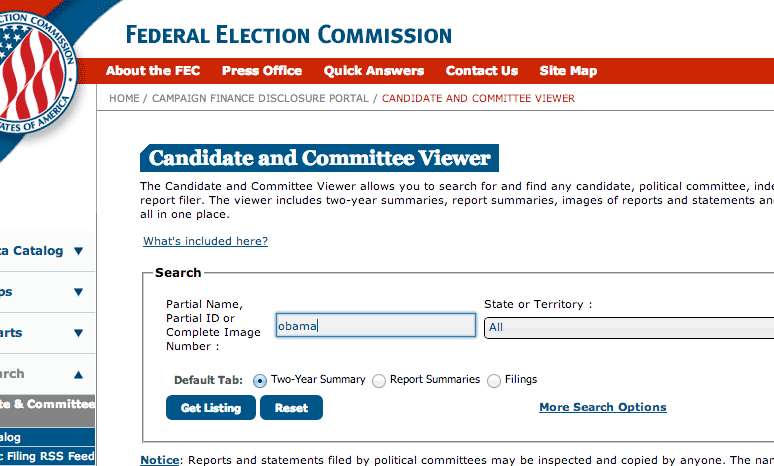 ECTION COMMISSION
TATES OF AMERICA
FEDERAL ELECTION COMMISSION
About the FEC Press Office Quick Answers Contact Us Site Map
HOME / CAMPAIGN FINANCE DISCLOSURE PORTAL / CANDIDATE AND COMMITTEE VIEWER
Candidate and Committee Viewer
The Candidate and Committee Viewer allows you to search for and find any candidate, political committee, inde
report filer. The viewer includes two-year summaries, report summaries, images of reports and statements an
all in one place.
What's included here?
ta Catalog
ps
arts
arch
te & Committee
alog
c Filing RSS Feed
Search
Partial Name,
Partial ID or
Complete Image
Number :
obama
State or Territory :
All
Default Tab: Two-Year Summary Report Summaries Filings
Get Listing Reset More Search Options
Notice: Reports and statements filed by political committees may be inspected and copied by anyone. The nam